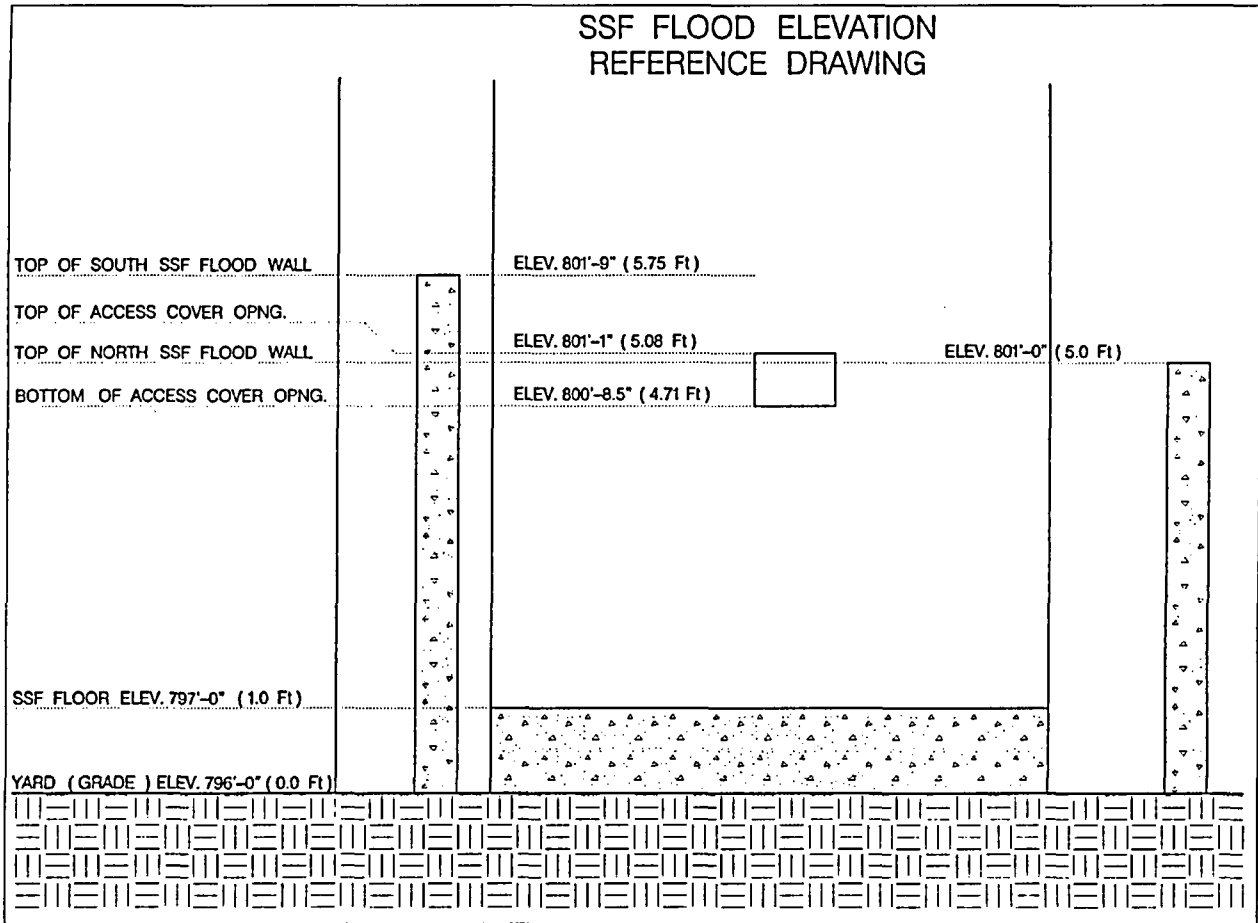 SSF FLOOD ELEVATION
REFERENCE DRAWING
TOP OF SOUTH SSF FLOOD WALL
ELEV. 801'-9" (5.75 Ft)
TOP OF ACCESS COVER OPNG.
ELEV. 801'-1" (5.08 Ft)
TOP OF NORTH SSF FLOOD WALL
ELEV. 801'-0" (5.0 Ft)
BOTTOM OF ACCESS COVER OPNG.
ELEV. 800'-8.5" (4.71 Ft)
SSF FLOOR ELEV. 797'-0" (1.0 Ft)
YARD (GRADE) ELEV. 796'-0" (0.0 Ft)